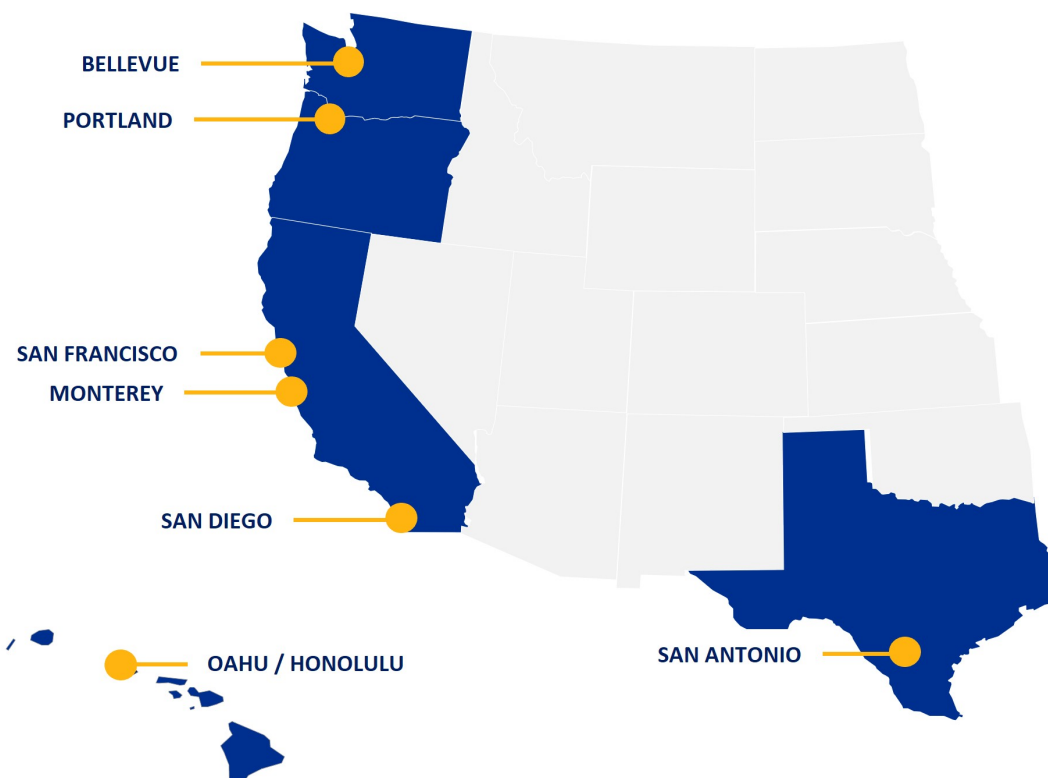 BELLEVUE
PORTLAND
SAN FRANCISCO
MONTEREY
SAN DIEGO
OAHU / HONOLULU
SAN ANTONIO